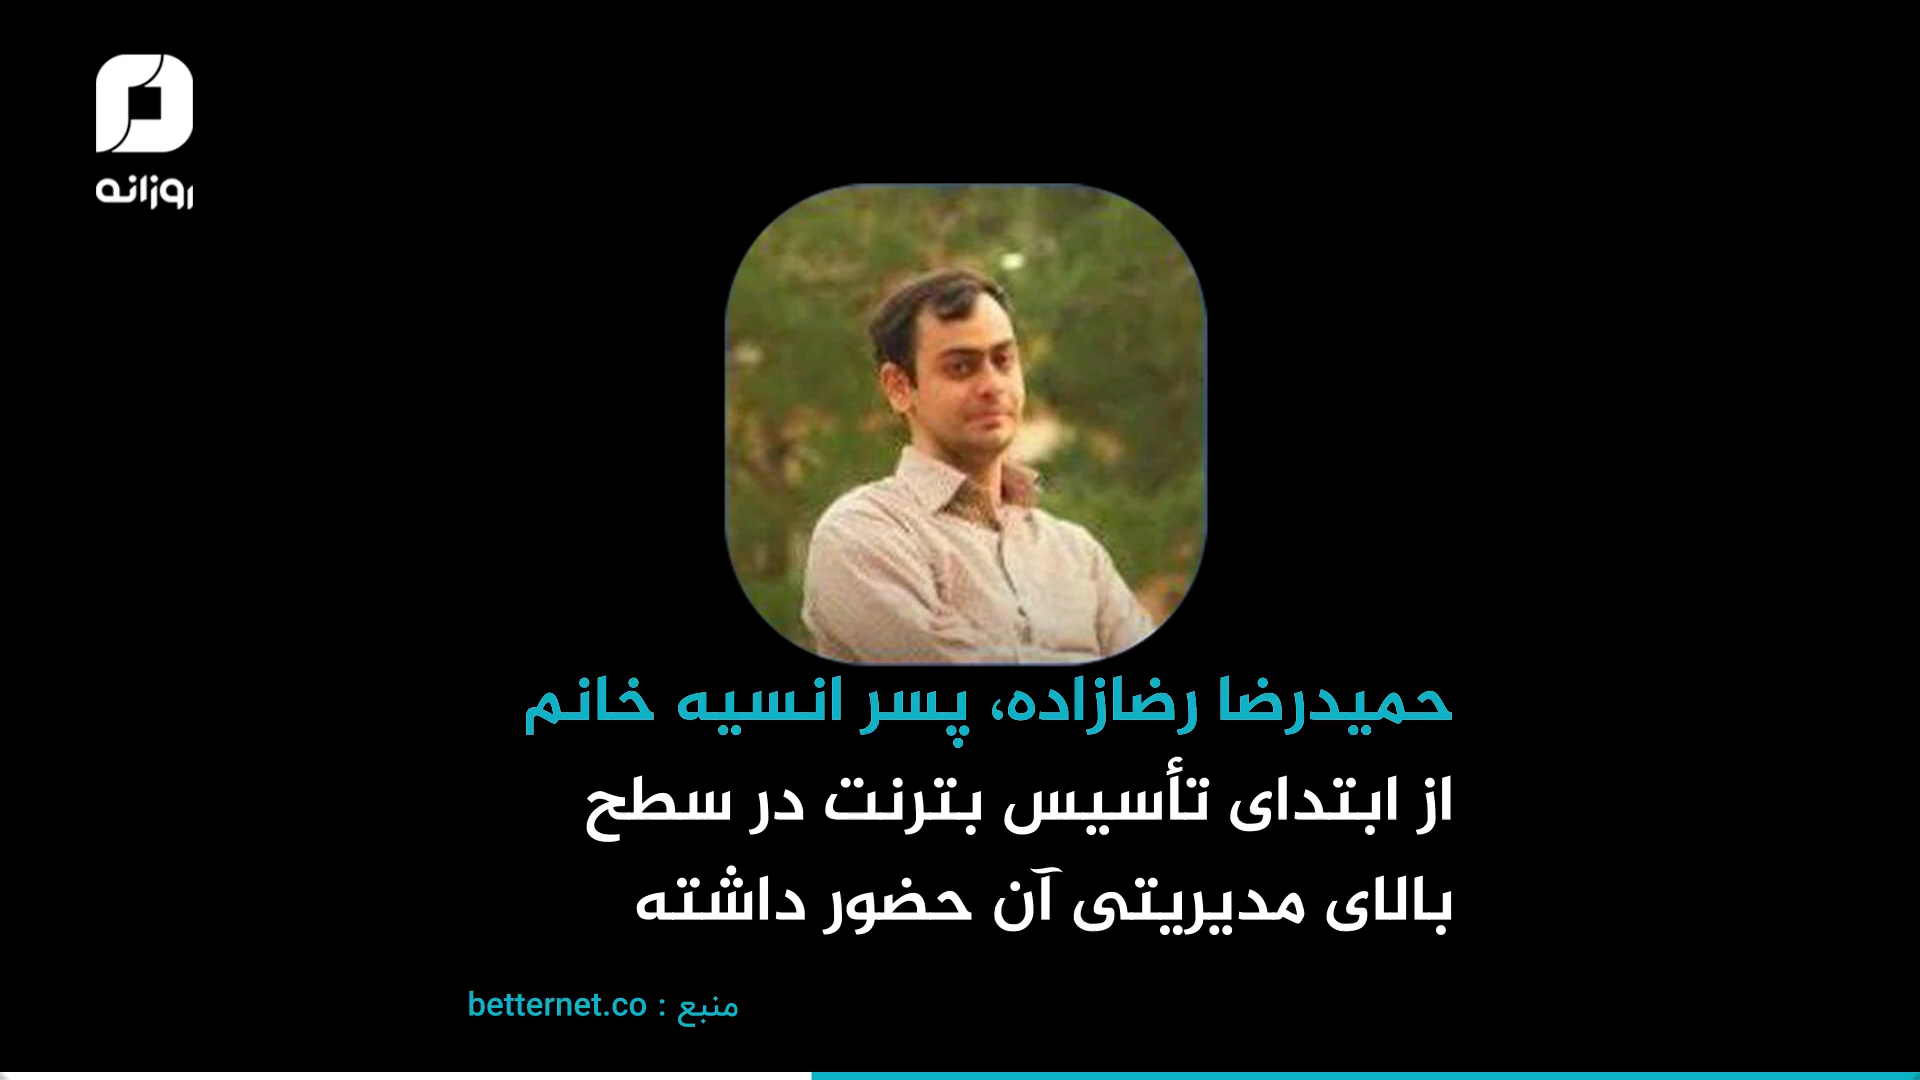 روزانه
حمیدرضا رضازاده، پسر انسیه خانم
از ابتدای تأسیس بترنت در سطح
بالای مدیریتی آن حضور داشته
منبع : betternet.co